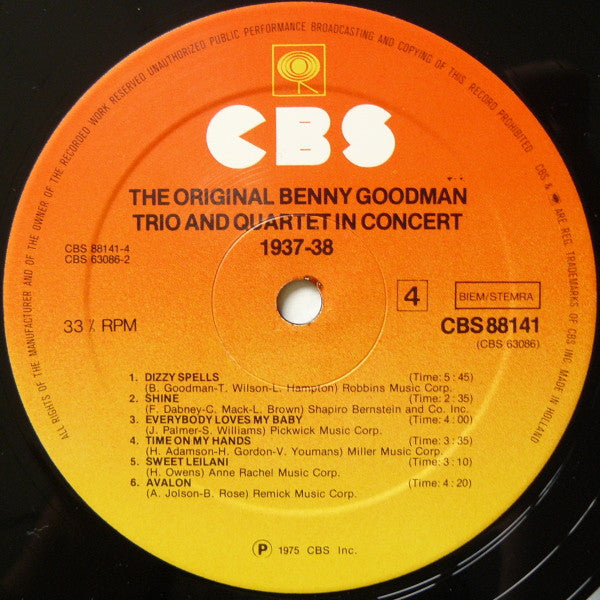 ALL RIGHTS OF THE MANUFACTURER AND OF THE OWNER OF THE RECORDED WORK RESERVED UNAUTHORIZED PUBLIC PERFORMANCE BROADCASTING AND COPYING OF THIS RECORD PROHIBITED
CBS & ARE REG. TRADEMARKS OF CBS INC MADE IN HOLLAND
CBS
THE ORIGINAL BENNY GOODMAN
TRIO AND QUARTET IN CONCERT
1937-38
CBS 88141-4
CBS 63086-2
33⅓ RPM
4
BIEM/STEMRA
CBS 88141
(CBS 63086)
1. DIZZY SPELLS (Time: 5:45)
(B. Goodman-T. Wilson-L. Hampton) Robbins Music Corp.
2. SHINE (Time: 2:35)
(F. Dabney-C. Mack-L. Brown) Shapiro Bernstein and Co. Inc.
3. EVERYBODY LOVES MY BABY (Time: 4:00)
(J. Palmer-S. Williams) Pickwick Music Corp.
4. TIME ON MY HANDS (Time: 3:35)
(H. Adamson-H. Gordon-V. Youmans) Miller Music Corp.
5. SWEET LEILANI (Time: 3:10)
(H. Owens) Anne Rachel Music Corp.
6. AVALON (Time: 4:20)
(A. Jolson-B. Rose) Remick Music Corp.
℗ 1975 CBS Inc.